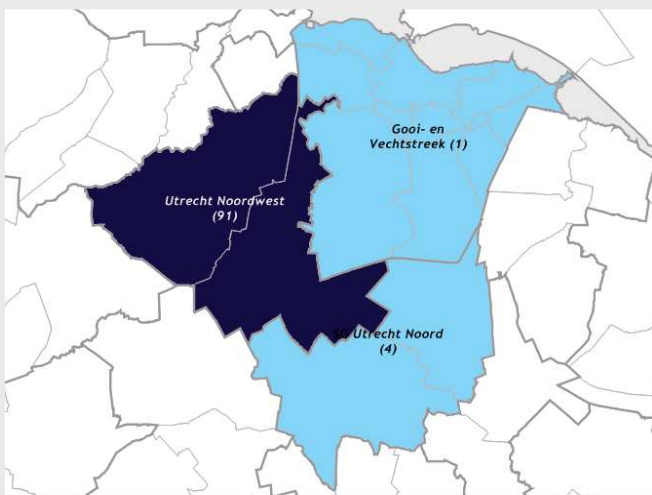 Gooi- en
Vechtstreek (1)
Utrecht Noordwest
(91)
SG Utrecht Noord
(4)